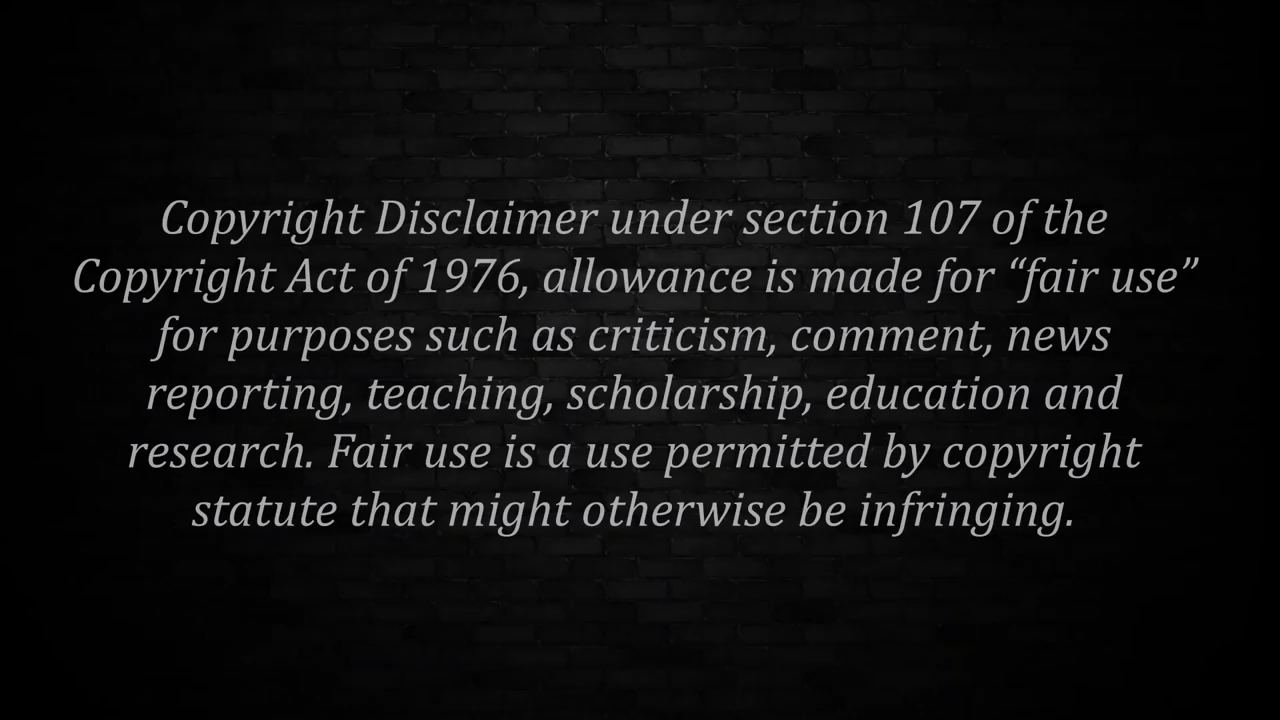 Copyright Disclaimer under section 107 of the
Copyright Act of 1976, allowance is made for “fair use”
for purposes such as criticism, comment, news
reporting, teaching, scholarship, education and
research. Fair use is a use permitted by copyright
statute that might otherwise be infringing.